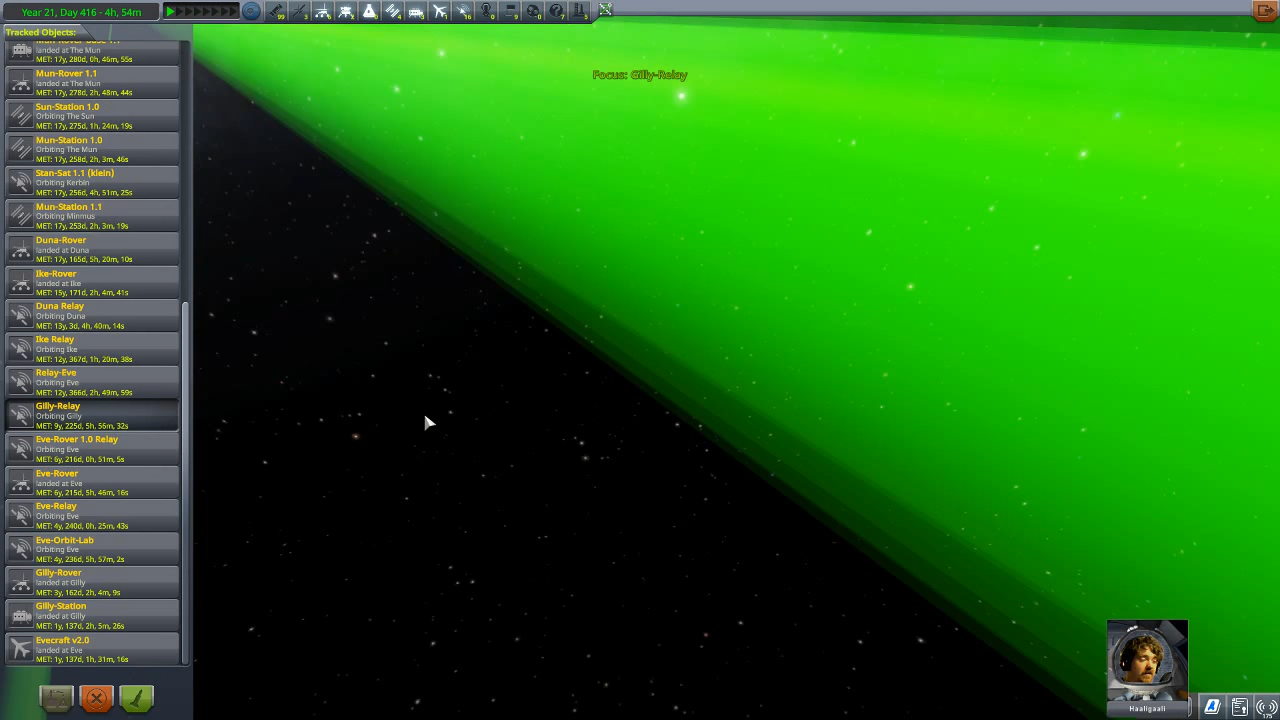 Year 21, Day 416 - 4h, 54m
Tracked Objects:
Focus: Gilly-Relay
Mun-Rover Base 1.1
landed at The Mun
MET: 17y, 280d, 0h, 46m, 55s
Mun-Rover 1.1
landed at The Mun
MET: 17y, 278d, 2h, 48m, 44s
Sun-Station 1.0
Orbiting The Sun
MET: 17y, 275d, 1h, 24m, 19s
Mun-Station 1.0
Orbiting The Mun
MET: 17y, 258d, 2h, 3m, 46s
Stan-Sat 1.1 (klein)
Orbiting Kerbin
MET: 17y, 256d, 4h, 51m, 25s
Mun-Station 1.1
Orbiting Minmus
MET: 17y, 253d, 2h, 3m, 19s
Duna-Rover
landed at Duna
MET: 17y, 165d, 5h, 20m, 10s
Ike-Rover
landed at Ike
MET: 15y, 171d, 2h, 4m, 41s
Duna Relay
Orbiting Duna
MET: 13y, 3d, 4h, 40m, 14s
Ike Relay
Orbiting Ike
MET: 12y, 367d, 1h, 20m, 38s
Relay-Eve
Orbiting Eve
MET: 12y, 366d, 2h, 49m, 59s
Gilly-Relay
Orbiting Gilly
MET: 9y, 225d, 5h, 56m, 32s
Eve-Rover 1.0 Relay
Orbiting Eve
MET: 6y, 216d, 0h, 51m, 5s
Eve-Rover
landed at Eve
MET: 6y, 215d, 5h, 46m, 16s
Eve-Relay
Orbiting Eve
MET: 4y, 240d, 0h, 25m, 43s
Eve-Orbit-Lab
Orbiting Eve
MET: 4y, 236d, 5h, 57m, 2s
Gilly-Rover
landed at Gilly
MET: 3y, 162d, 2h, 4m, 9s
Gilly-Station
landed at Gilly
MET: 1y, 137d, 2h, 5m, 26s
Evecraft v2.0
landed at Eve
MET: 1y, 137d, 1h, 31m, 16s
Haaligaali